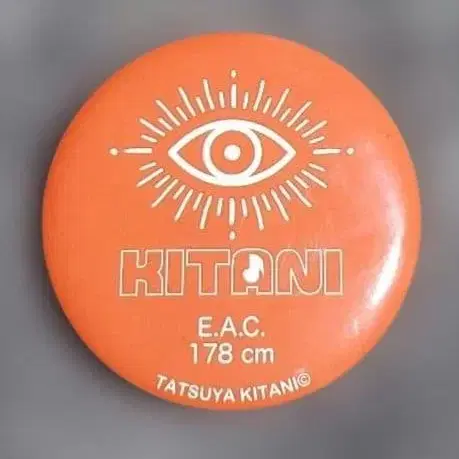 KITANI
E.A.C.
178 cm
TATSUYA KITANI©